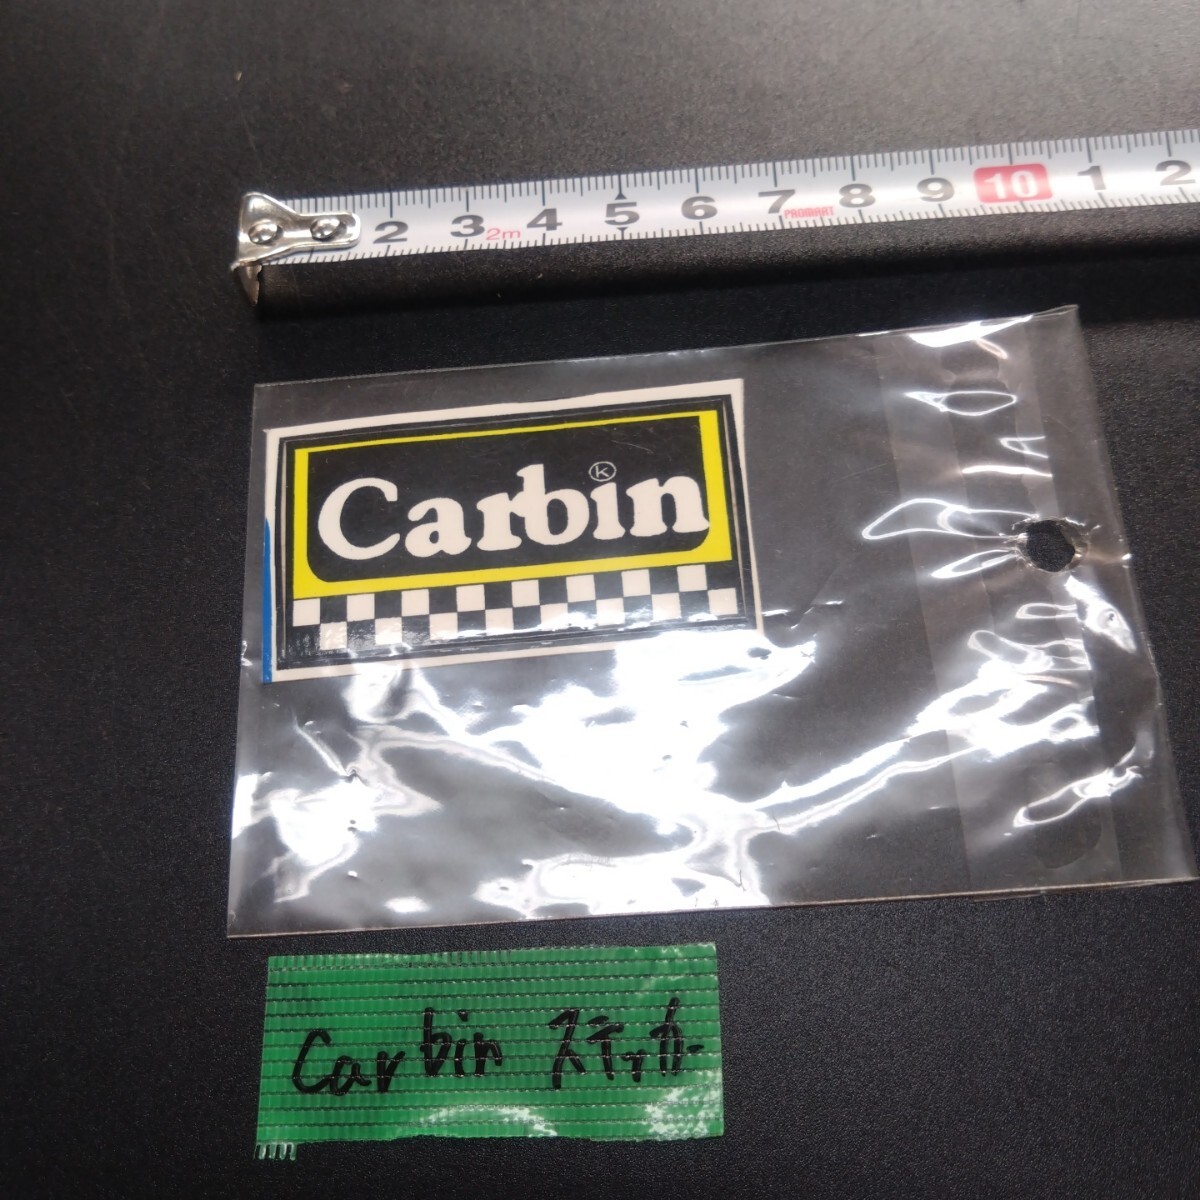 2 3 2m 4 5 6 7 PROMART 8 9 10 1 2
Carbin K
Carbin ステッカー